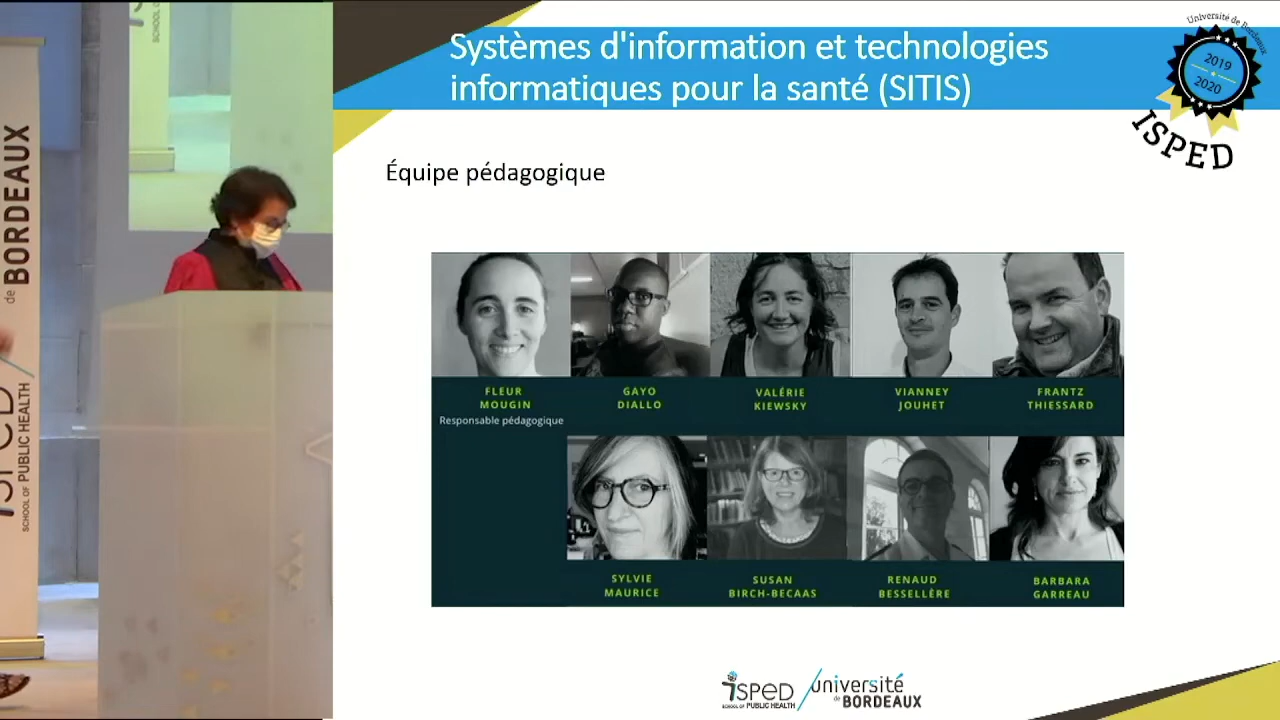 Systèmes d'information et technologies
informatiques pour la santé (SITIS)
Université de Bordeaux
2019
2020
ISPED
Équipe pédagogique
FLEUR
MOUGIN
Responsable pédagogique
GAYO
DIALLO
VALÉRIE
KIEWSKY
VIANNEY
JOUHET
FRANTZ
THIESSARD
SYLVIE
MAURICE
SUSAN
BIRCH-BECAAS
RENAUD
BESSELLÈRE
BARBARA
GARREAU
isped
SCHOOL OF PUBLIC HEALTH
université
de BORDEAUX
de BORDEAUX
SCHOOL OF PUBLIC HEALTH